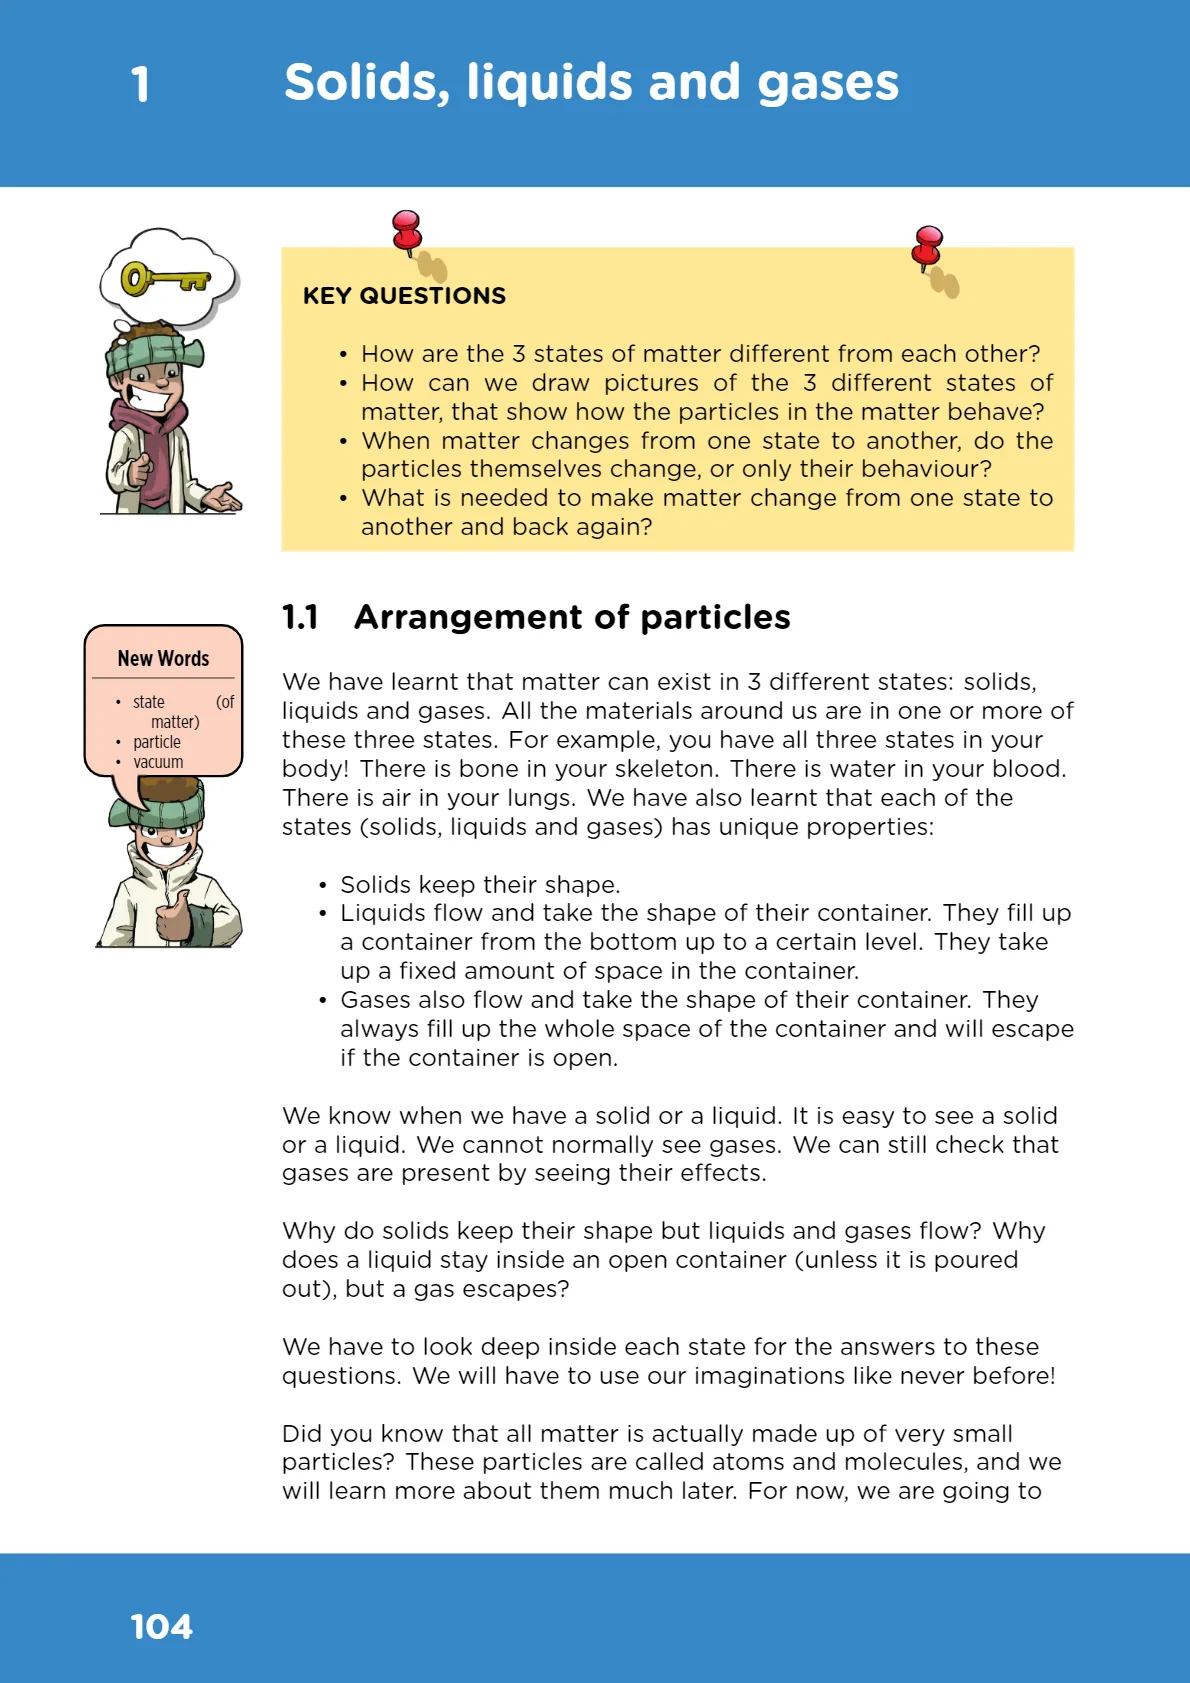 1 Solids, liquids and gases
KEY QUESTIONS
• How are the 3 states of matter different from each other?
• How can we draw pictures of the 3 different states of
matter, that show how the particles in the matter behave?
• When matter changes from one state to another, do the
particles themselves change, or only their behaviour?
• What is needed to make matter change from one state to
another and back again?
1.1 Arrangement of particles
New Words
• state (of
matter)
• particle
• vacuum
We have learnt that matter can exist in 3 different states: solids,
liquids and gases. All the materials around us are in one or more of
these three states. For example, you have all three states in your
body! There is bone in your skeleton. There is water in your blood.
There is air in your lungs. We have also learnt that each of the
states (solids, liquids and gases) has unique properties:
• Solids keep their shape.
• Liquids flow and take the shape of their container. They fill up
a container from the bottom up to a certain level. They take
up a fixed amount of space in the container.
• Gases also flow and take the shape of their container. They
always fill up the whole space of the container and will escape
if the container is open.
We know when we have a solid or a liquid. It is easy to see a solid
or a liquid. We cannot normally see gases. We can still check that
gases are present by seeing their effects.
Why do solids keep their shape but liquids and gases flow? Why
does a liquid stay inside an open container (unless it is poured
out), but a gas escapes?
We have to look deep inside each state for the answers to these
questions. We will have to use our imaginations like never before!
Did you know that all matter is actually made up of very small
particles? These particles are called atoms and molecules, and we
will learn more about them much later. For now, we are going to
104